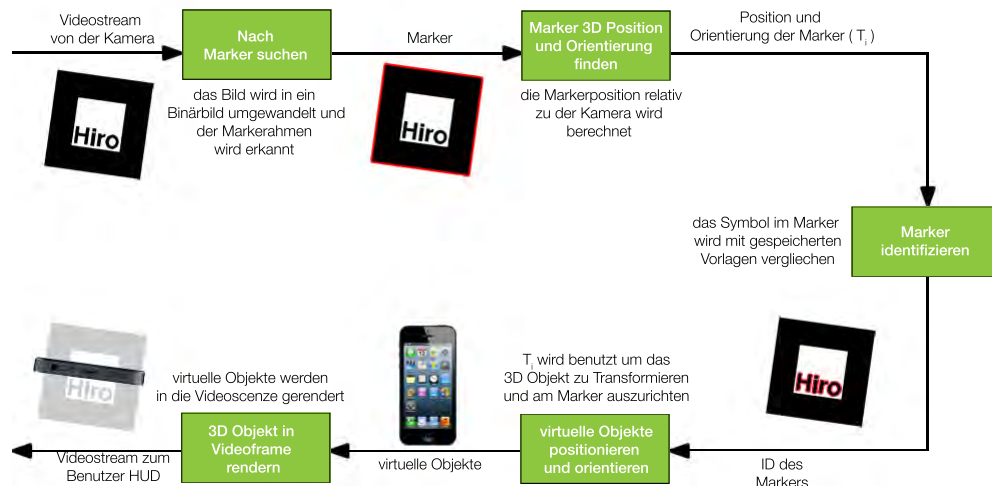 Videostream
von der Kamera
Nach
Marker suchen
Marker
Marker 3D Position
und Orientierung
finden
Position und
Orientierung der Marker ( T_i )
Hiro
das Bild wird in ein
Binärbild umgewandelt und
der Markerahmen
wird erkannt
Hiro
die Markerposition relativ
zu der Kamera wird
berechnet
das Symbol im Marker
wird mit gespeicherten
Vorlagen vergliechen
Marker
identifizieren
Hiro
ID des
Markers
T_i wird benutzt um das
3D Objekt zu Transformieren
und am Marker auszurichten
virtuelle Objekte
positionieren
und orientieren
virtuelle Objekte
virtuelle Objekte werden
in die Videoscenze gerendert
3D Objekt in
Videoframe
rendern
Hiro
Videostream zum
Benutzer HUD